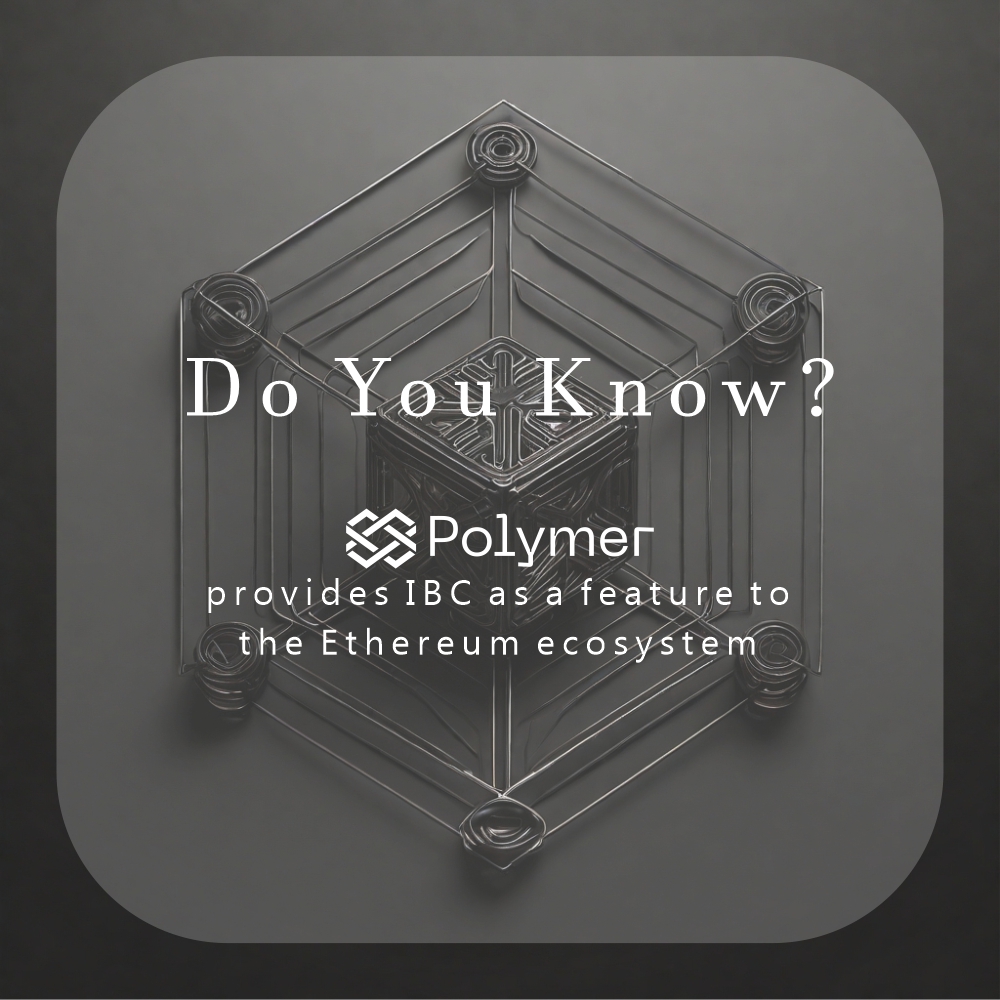 Do You Know?
Polymer
provides IBC as a feature to
the Ethereum ecosystem